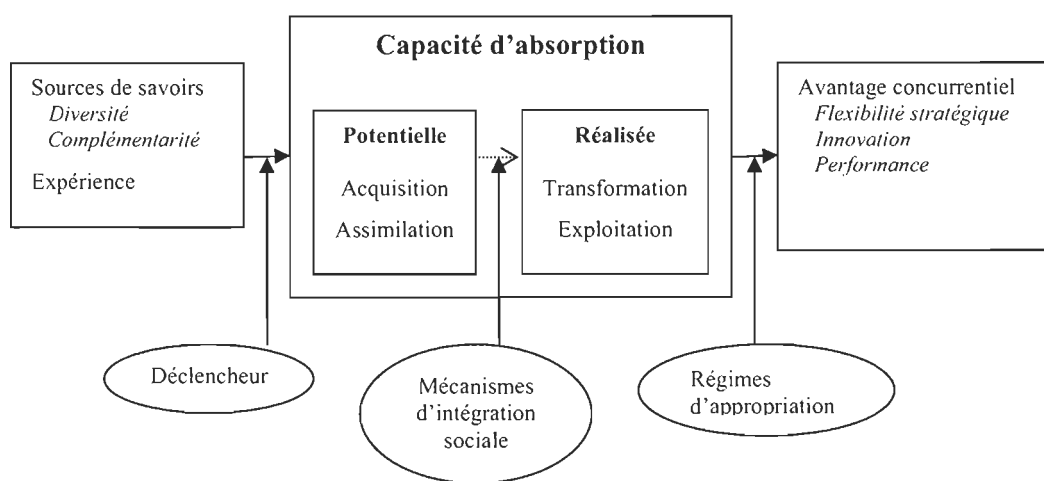 Capacité d'absorption
Sources de savoirs
Diversité
Complémentarité
Expérience
Potentielle
Acquisition
Assimilation
Réalisée
Transformation
Exploitation
Avantage concurrentiel
Flexibilité stratégique
Innovation
Performance
Déclencheur
Mécanismes
d'intégration
sociale
Régimes
d'appropriation